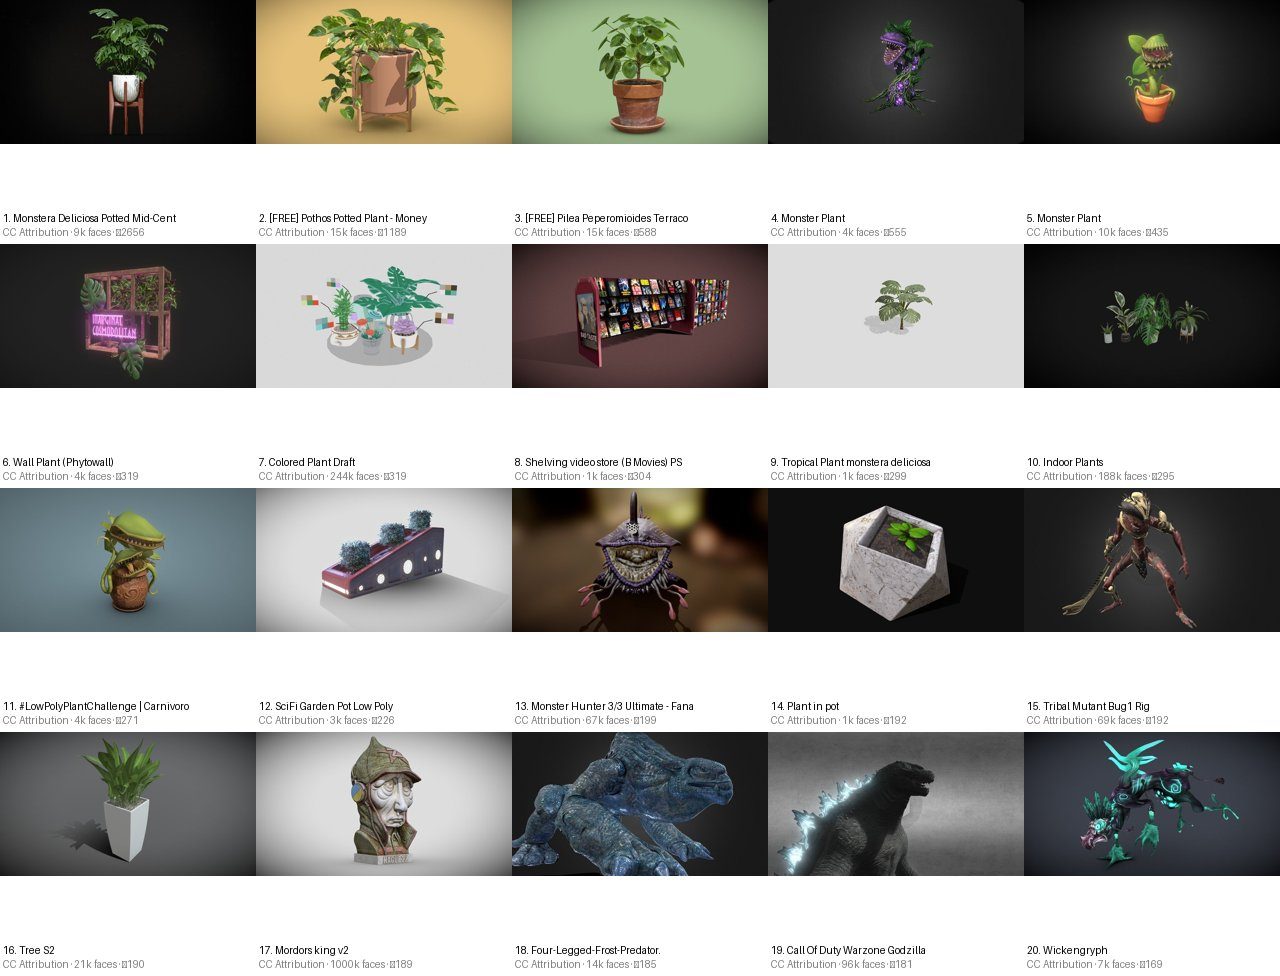 1. Monstera Deliciosa Potted Mid-Cent
CC Attribution · 9k faces · 2656
2. [FREE] Pothos Potted Plant - Money
CC Attribution · 15k faces · 1189
3. [FREE] Pilea Peperomioides Terraco
CC Attribution · 15k faces · 588
4. Monster Plant
CC Attribution · 4k faces · 555
5. Monster Plant
CC Attribution · 10k faces · 435
COSMOPOLITAN
6. Wall Plant (Phytowall)
CC Attribution · 4k faces · 319
7. Colored Plant Draft
CC Attribution · 244k faces · 319
8. Shelving video store (B Movies) PS
CC Attribution · 1k faces · 304
9. Tropical Plant monstera deliciosa
CC Attribution · 1k faces · 299
10. Indoor Plants
CC Attribution · 188k faces · 295
11. #LowPolyPlantChallenge | Carnivoro
CC Attribution · 4k faces · 271
12. SciFi Garden Pot Low Poly
CC Attribution · 3k faces · 226
13. Monster Hunter 3/3 Ultimate - Fana
CC Attribution · 67k faces · 199
14. Plant in pot
CC Attribution · 1k faces · 192
15. Tribal Mutant Bug1 Rig
CC Attribution · 69k faces · 192
16. Tree S2
CC Attribution · 21k faces · 190
17. Mordors king v2
CC Attribution · 1000k faces · 189
18. Four-Legged-Frost-Predator.
CC Attribution · 14k faces · 185
19. Call Of Duty Warzone Godzilla
CC Attribution · 96k faces · 181
20. Wickengryph
CC Attribution · 7k faces · 169